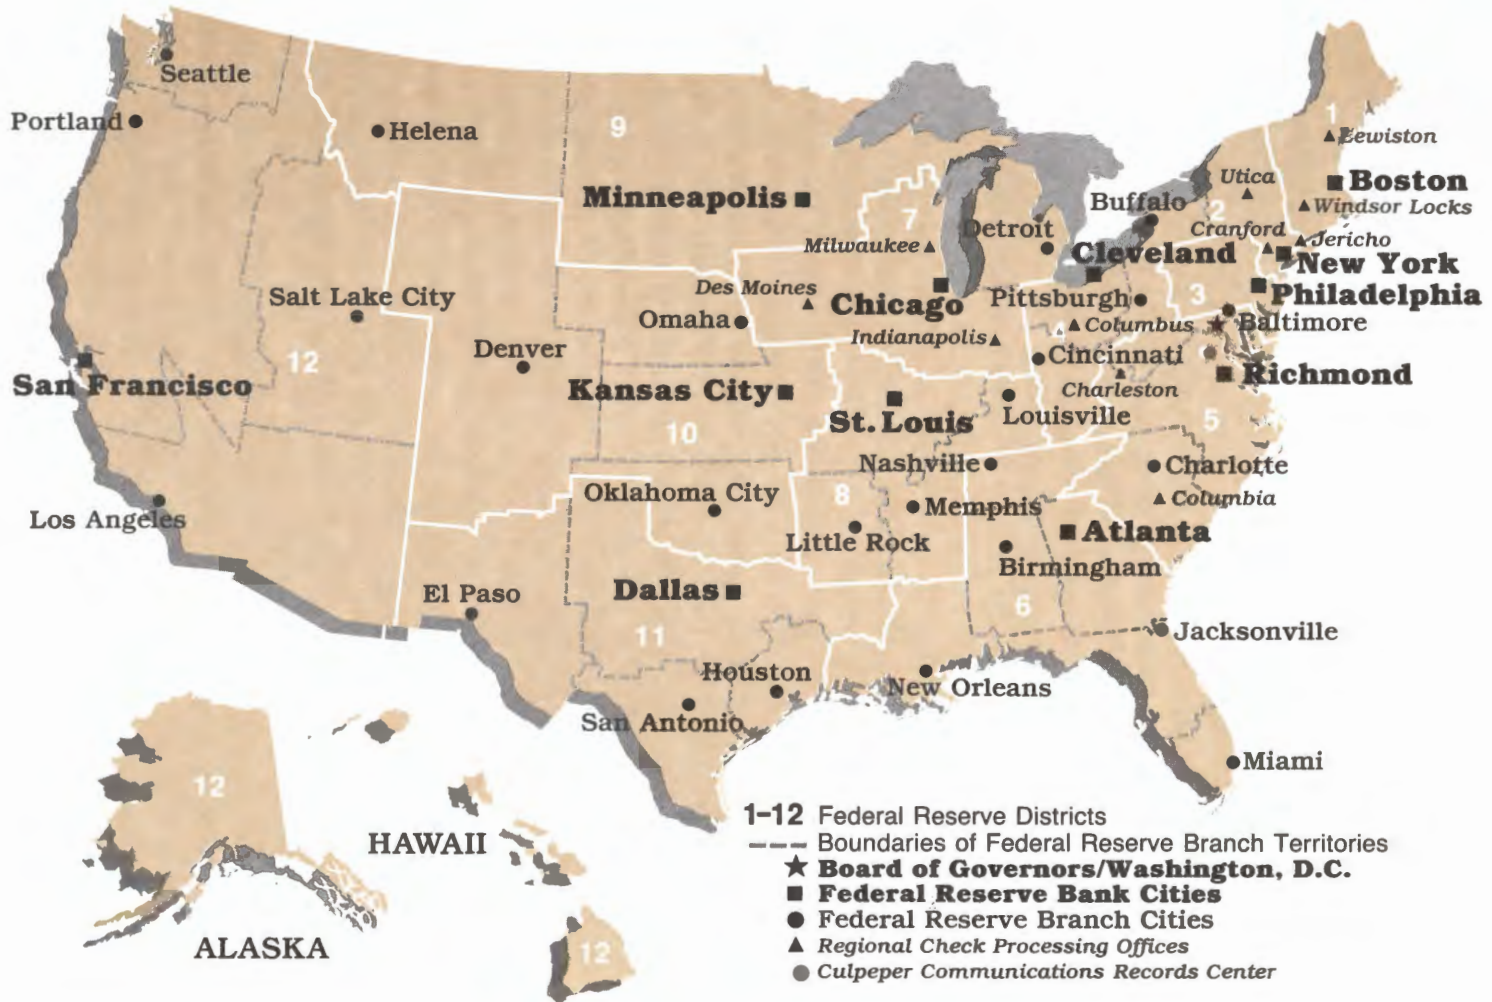 Seattle
Portland
Helena
9
1
Lewiston
Minneapolis
Boston
Utica
Buffalo
2
Windsor Locks
7
Detroit
Cranford
Jericho
Milwaukee
Cleveland
New York
Salt Lake City
Des Moines
Chicago
Pittsburgh
3
Philadelphia
Omaha
Columbus
Baltimore
Indianapolis
Denver
12
Cincinnati
San Francisco
Kansas City
Charleston
Richmond
St. Louis
Louisville
10
5
Nashville
Charlotte
Oklahoma City
8
Memphis
Columbia
Los Angeles
Little Rock
Atlanta
Birmingham
El Paso
Dallas
6
11
Jacksonville
Houston
New Orleans
San Antonio
Miami
12
HAWAII
ALASKA
12
1–12 Federal Reserve Districts
Boundaries of Federal Reserve Branch Territories
Board of Governors/Washington, D.C.
Federal Reserve Bank Cities
Federal Reserve Branch Cities
Regional Check Processing Offices
Culpeper Communications Records Center